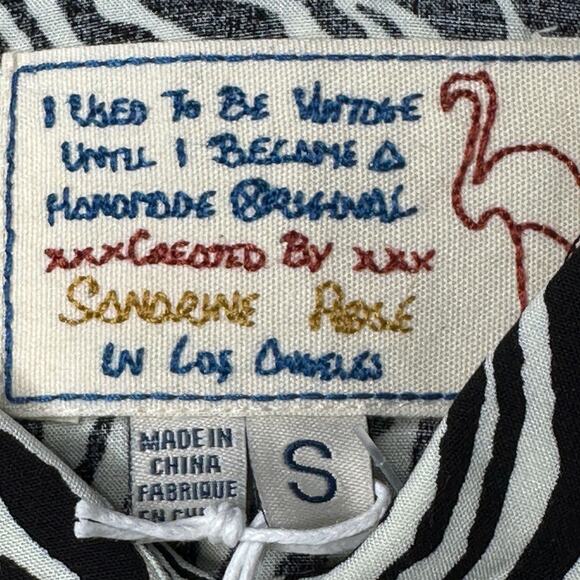 I USED TO BE VINTAGE
UNTIL I BECAME A
HANDMADE ORIGINAL
xxxCREATED BY xxx
SANDRINE ROSE
IN LOS ANGELES
MADE IN
CHINA
FABRIQUE
EN
S